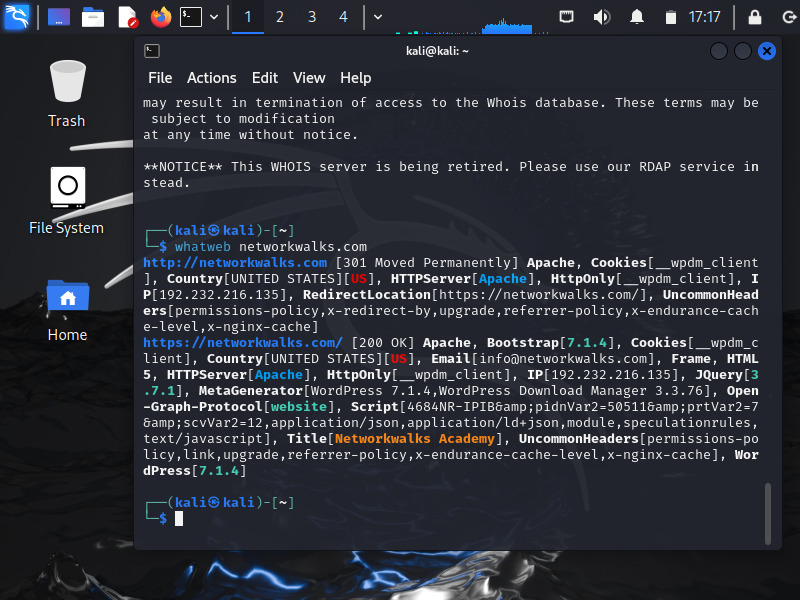 1 2 3 4 17:17
kali@kali: ~
File Actions Edit View Help
Trash
File System
Home
may result in termination of access to the Whois database. These terms may be
 subject to modification
at any time without notice.
**NOTICE** This WHOIS server is being retired. Please use our RDAP service in
stead.
┌──(kali㉿kali)-[~]
└─$ whatweb networkwalks.com
http://networkwalks.com [301 Moved Permanently] Apache, Cookies[__wpdm_client
], Country[UNITED STATES][US], HTTPServer[Apache], HttpOnly[__wpdm_client], I
P[192.232.216.135], RedirectLocation[https://networkwalks.com/], UncommonHead
ers[permissions-policy,x-redirect-by,upgrade,referrer-policy,x-endurance-cach
e-level,x-nginx-cache]
https://networkwalks.com/ [200 OK] Apache, Bootstrap[7.1.4], Cookies[__wpdm_c
lient], Country[UNITED STATES][US], Email[info@networkwalks.com], Frame, HTML
5, HTTPServer[Apache], HttpOnly[__wpdm_client], IP[192.232.216.135], JQuery[3
.7.1], MetaGenerator[WordPress 7.1.4,WordPress Download Manager 3.3.76], Open
-Graph-Protocol[website], Script[4684NR-IPIB&amp;pidnVar2=50511&amp;prtVar2=7
&amp;scvVar2=12,application/json,application/ld+json,module,speculationrules,
text/javascript], Title[Networkwalks Academy], UncommonHeaders[permissions-po
licy,link,upgrade,referrer-policy,x-endurance-cache-level,x-nginx-cache], Wor
dPress[7.1.4]
┌──(kali㉿kali)-[~]
└─$